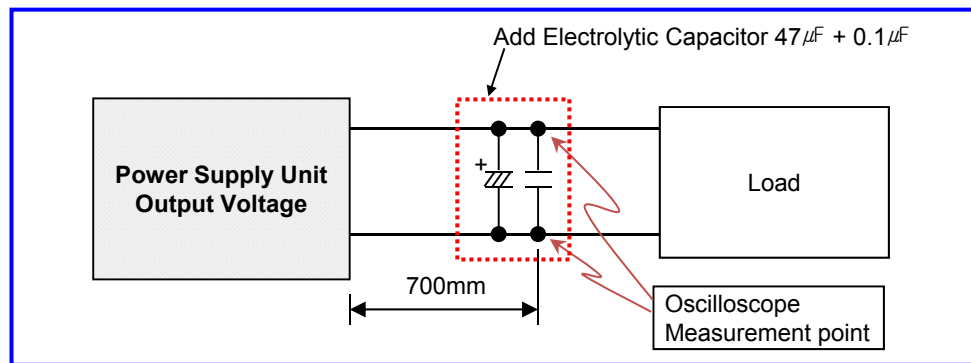 Add Electrolytic Capacitor 47㎌ + 0.1㎌
Power Supply Unit
Output Voltage
+
Load
700mm
Oscilloscope
Measurement point